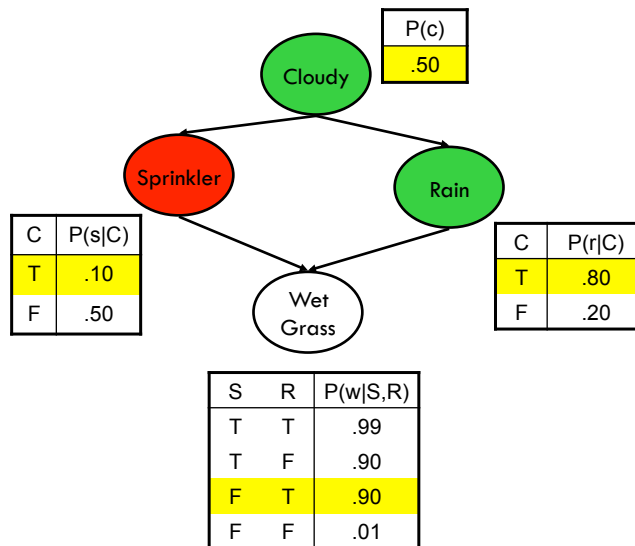 P(c)
.50
Cloudy
Sprinkler
Rain
C P(s|C)
T .10
F .50
C P(r|C)
T .80
F .20
Wet
Grass
S R P(w|S,R)
T T .99
T F .90
F T .90
F F .01